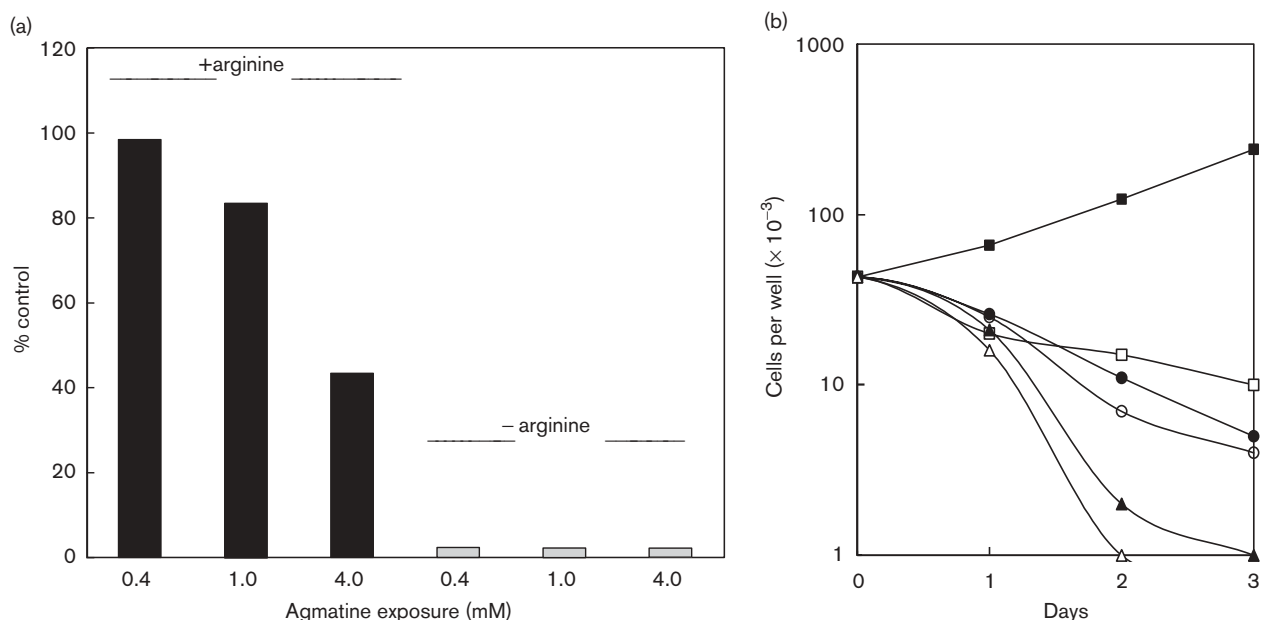 (a)
120
100
80
60
40
20
0
% control
+arginine
– arginine
0.4 1.0 4.0 0.4 1.0 4.0
Agmatine exposure (mM)
(b)
1000
100
10
1
Cells per well (× 10⁻³)
0 1 2 3
Days